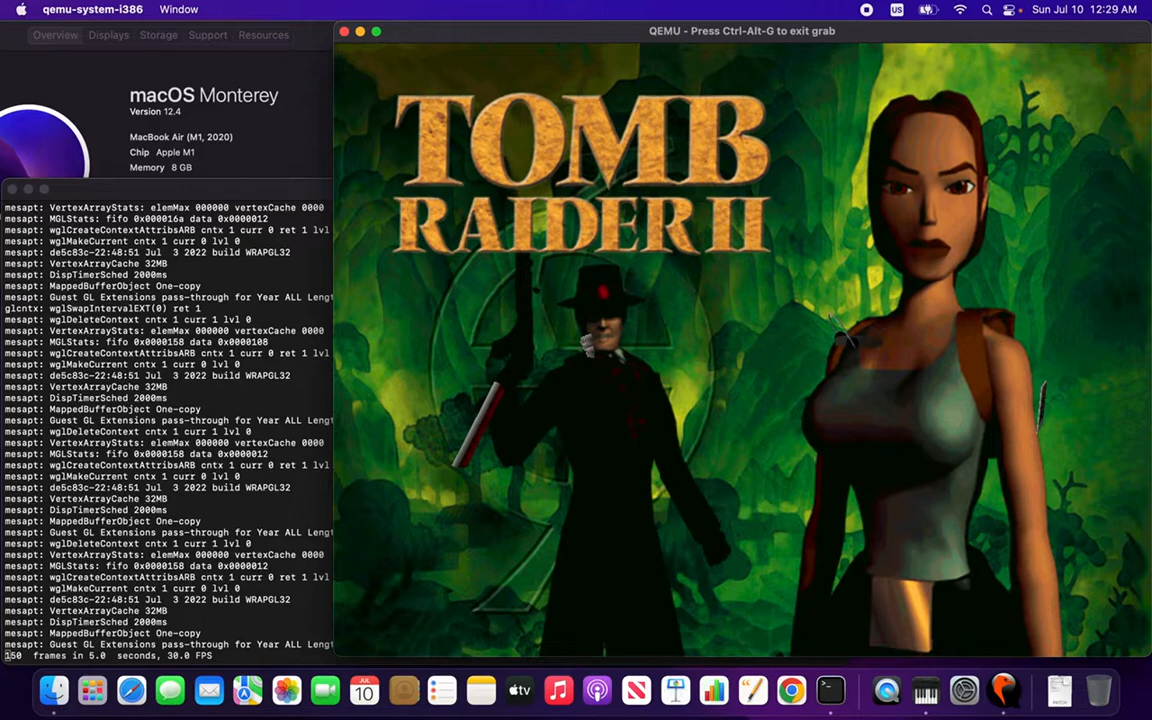 qemu-system-i386 Window
US
Sun Jul 10 12:29 AM
Overview Displays Storage Support Resources
QEMU - Press Ctrl-Alt-G to exit grab
macOS Monterey
Version 12.4
MacBook Air (M1, 2020)
Chip Apple M1
Memory 8 GB
TOMB
RAIDER II
mesapt: VertexArrayStats: elemMax 000000 vertexCache 0000
mesapt: MGLStats: fifo 0x000016a data 0x0000012
mesapt: wglCreateContextAttribsARB cntx 1 curr 0 ret 1 lvl
mesapt: wglMakeCurrent cntx 1 curr 0 lvl 0
mesapt: de5c83c-22:48:51 Jul  3 2022 build WRAPGL32
mesapt: VertexArrayCache 32MB
mesapt: DispTimerSched 2000ms
mesapt: MappedBufferObject One-copy
mesapt: Guest GL Extensions pass-through for Year ALL Lengt
glcntx: wglSwapIntervalEXT(0) ret 1
mesapt: wglDeleteContext cntx 1 curr 1 lvl 0
mesapt: VertexArrayStats: elemMax 000000 vertexCache 0000
mesapt: MGLStats: fifo 0x0000158 data 0x0000108
mesapt: wglCreateContextAttribsARB cntx 1 curr 0 ret 1 lvl
mesapt: wglMakeCurrent cntx 1 curr 0 lvl 0
mesapt: de5c83c-22:48:51 Jul  3 2022 build WRAPGL32
mesapt: VertexArrayCache 32MB
mesapt: DispTimerSched 2000ms
mesapt: MappedBufferObject One-copy
mesapt: Guest GL Extensions pass-through for Year ALL Lengt
mesapt: wglDeleteContext cntx 1 curr 1 lvl 0
mesapt: VertexArrayStats: elemMax 000000 vertexCache 0000
mesapt: MGLStats: fifo 0x0000158 data 0x0000012
mesapt: wglCreateContextAttribsARB cntx 1 curr 0 ret 1 lvl
mesapt: wglMakeCurrent cntx 1 curr 0 lvl 0
mesapt: de5c83c-22:48:51 Jul  3 2022 build WRAPGL32
mesapt: VertexArrayCache 32MB
mesapt: DispTimerSched 2000ms
mesapt: MappedBufferObject One-copy
mesapt: Guest GL Extensions pass-through for Year ALL Lengt
mesapt: wglDeleteContext cntx 1 curr 1 lvl 0
mesapt: VertexArrayStats: elemMax 000000 vertexCache 0000
mesapt: MGLStats: fifo 0x0000158 data 0x0000012
mesapt: wglCreateContextAttribsARB cntx 1 curr 0 ret 1 lvl
mesapt: wglMakeCurrent cntx 1 curr 0 lvl 0
mesapt: de5c83c-22:48:51 Jul  3 2022 build WRAPGL32
mesapt: VertexArrayCache 32MB
mesapt: DispTimerSched 2000ms
mesapt: MappedBufferObject One-copy
mesapt: Guest GL Extensions pass-through for Year ALL Lengt
150  frames in 5.0  seconds, 30.0 FPS
JUL
10
tv